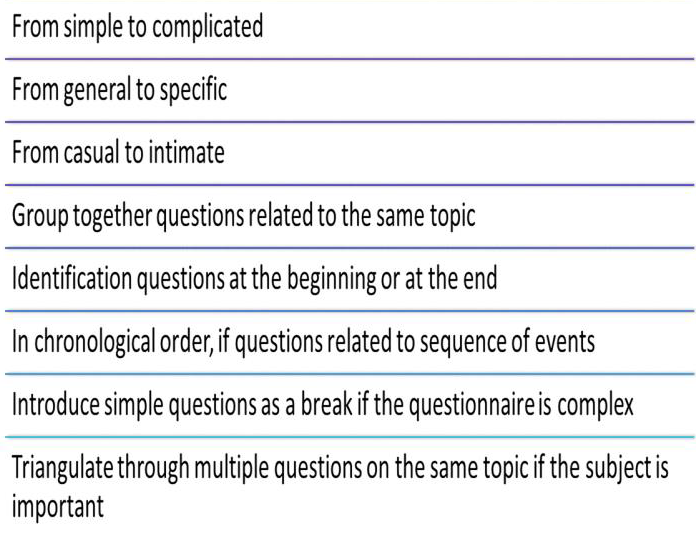 From simple to complicated
From general to specific
From casual to intimate
Group together questions related to the same topic
Identification questions at the beginning or at the end
In chronological order, if questions related to sequence of events
Introduce simple questions as a break if the questionnaire is complex
Triangulate through multiple questions on the same topic if the subject is
important